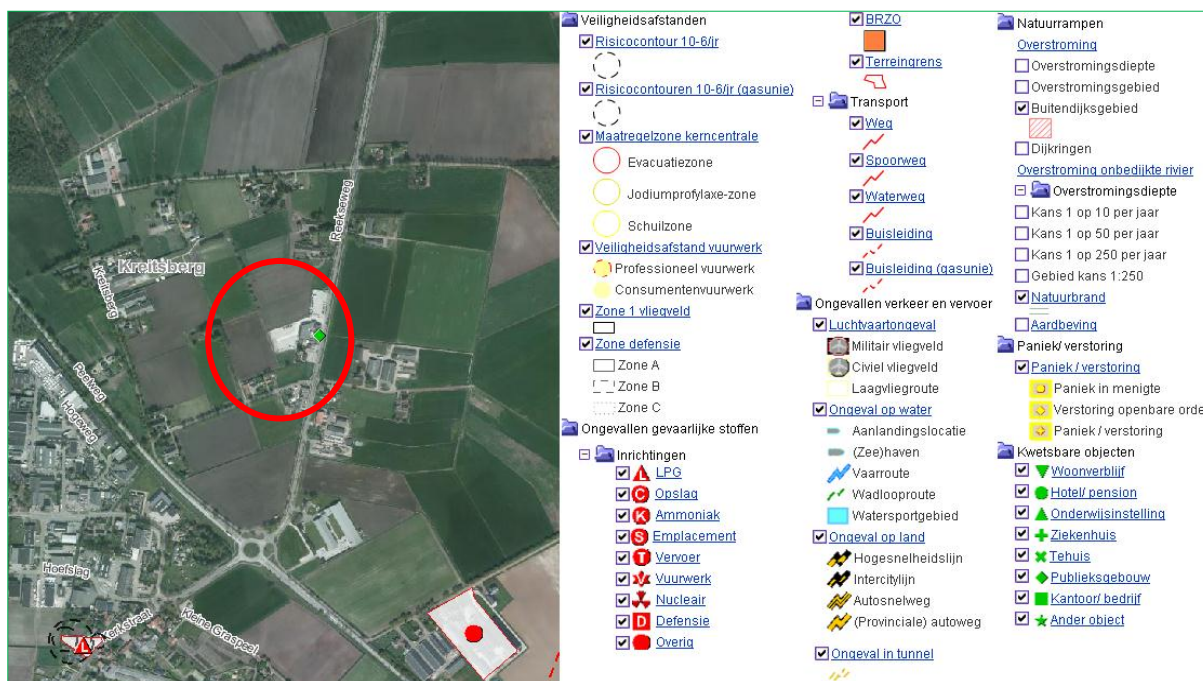 Reekseweg
Kreitsberg
Kreitsberg
Peelweg
Hogeweg
Hoefslag
Kerkstraat
Kleine Graspeel
L
Veiligheidsafstanden
Risicocontour 10-6/jr
Risicocontouren 10-6/jr (gasunie)
Maatregelzone kerncentrale
Evacuatiezone
Jodiumprofylaxe-zone
Schuilzone
Veiligheidsafstand vuurwerk
Professioneel vuurwerk
Consumentenvuurwerk
Zone 1 vliegveld
Zone defensie
Zone A
Zone B
Zone C
Ongevallen gevaarlijke stoffen
Inrichtingen
L LPG
C Opslag
K Ammoniak
S Emplacement
T Vervoer
Vuurwerk
Nucleair
D Defensie
Overig
BRZO
Terreingrens
Transport
Weg
Spoorweg
Waterweg
Buisleiding
Buisleiding (gasunie)
Ongevallen verkeer en vervoer
Luchtvaartongeval
Militair vliegveld
Civiel vliegveld
Laagvliegroute
Ongeval op water
Aanlandingslocatie
(Zee)haven
Vaarroute
Wadlooproute
Watersportgebied
Ongeval op land
Hogesnelheidslijn
Intercitylijn
Autosnelweg
(Provinciale) autoweg
Ongeval in tunnel
Natuurrampen
Overstroming
Overstromingsdiepte
Overstromingsgebied
Buitendijksgebied
Dijkringen
Overstroming onbedijkte rivier
Overstromingsdiepte
Kans 1 op 10 per jaar
Kans 1 op 50 per jaar
Kans 1 op 250 per jaar
Gebied kans 1:250
Natuurbrand
Aardbeving
Paniek/ verstoring
Paniek / verstoring
Paniek in menigte
Verstoring openbare orde
Paniek / verstoring
Kwetsbare objecten
Woonverblijf
Hotel/ pension
Onderwijsinstelling
Ziekenhuis
Tehuis
Publieksgebouw
Kantoor/ bedrijf
Ander object